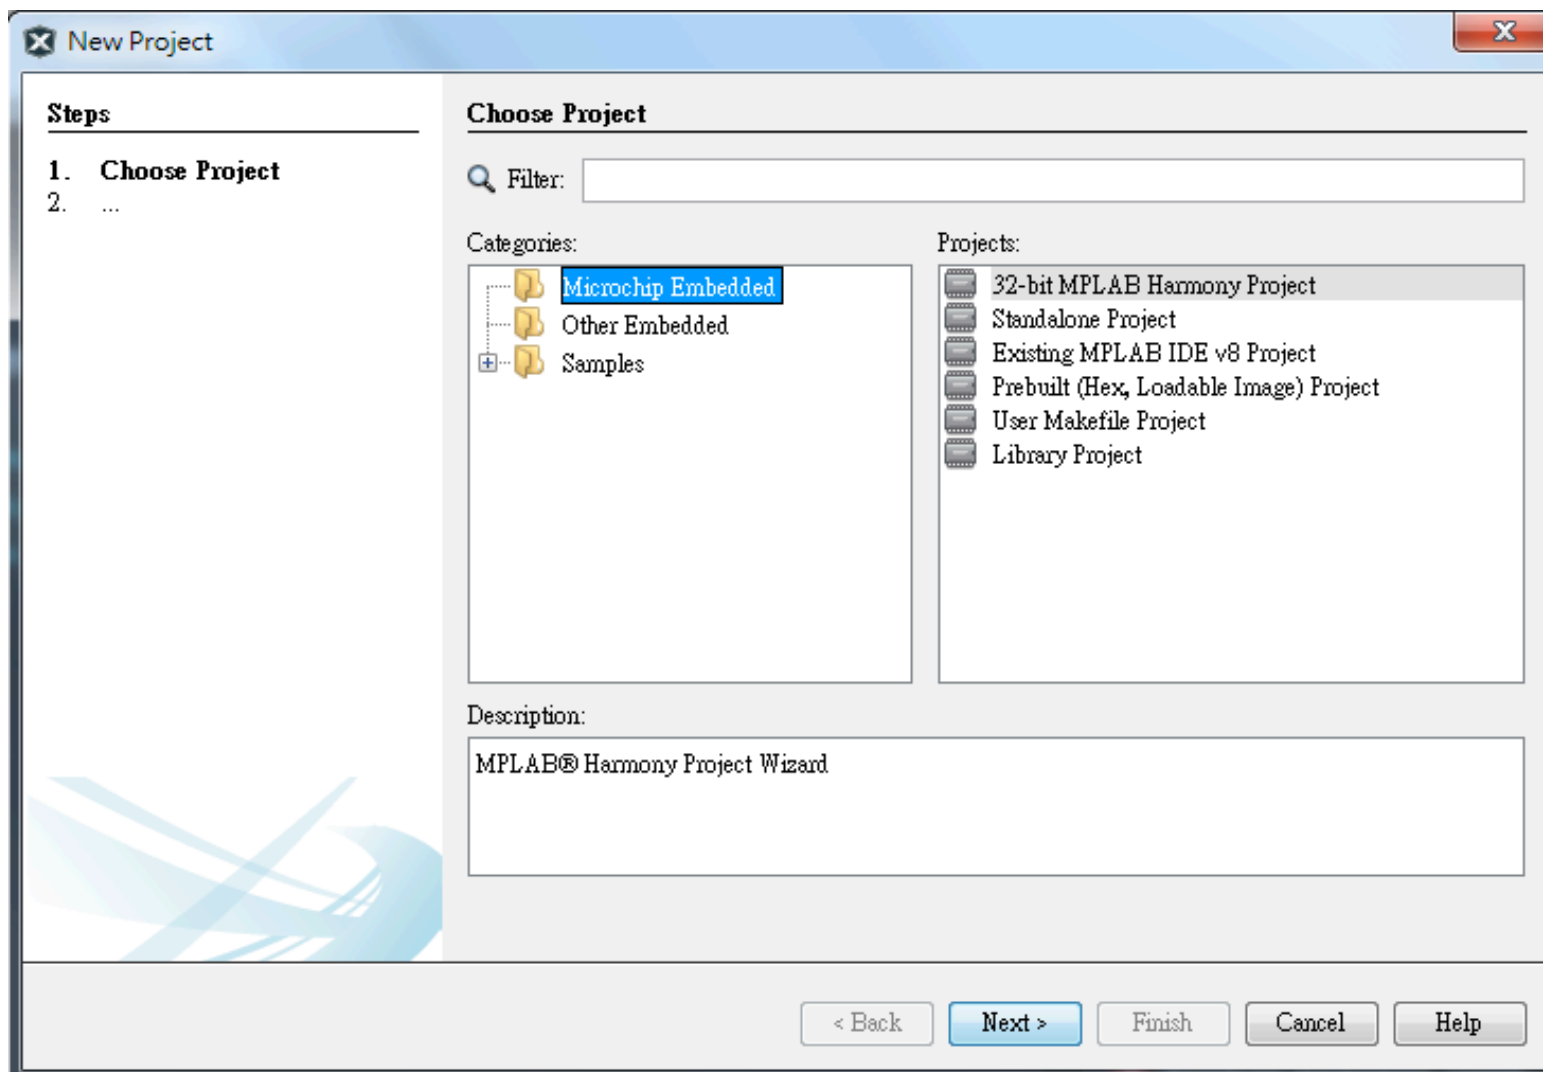 New Project
Steps
1. Choose Project
2. ...
Choose Project
Filter:
Categories:
Microchip Embedded
Other Embedded
Samples
Projects:
32-bit MPLAB Harmony Project
Standalone Project
Existing MPLAB IDE v8 Project
Prebuilt (Hex, Loadable Image) Project
User Makefile Project
Library Project
Description:
MPLAB® Harmony Project Wizard
< Back
Next >
Finish
Cancel
Help